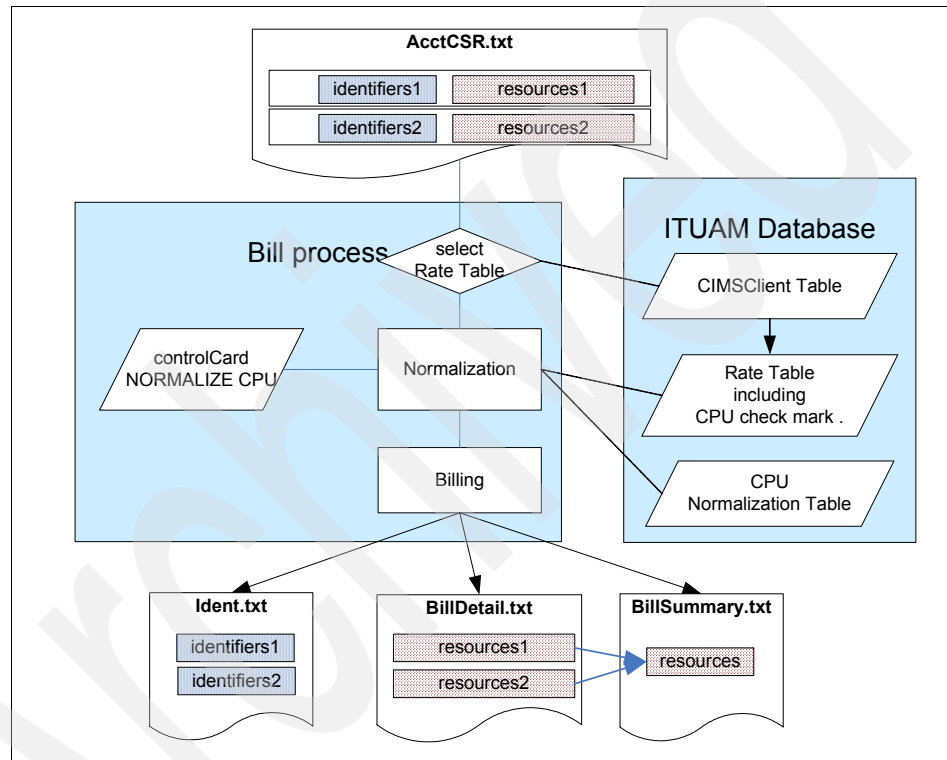 AcctCSR.txt
identifiers1 resources1
identifiers2 resources2
Bill process
select
Rate Table
ITUAM Database
CIMSClient Table
controlCard
NORMALIZE CPU
Normalization
Rate Table
including
CPU check mark .
Billing
CPU
Normalization Table
Ident.txt
identifiers1
identifiers2
BillDetail.txt
resources1
resources2
BillSummary.txt
resources
Archived